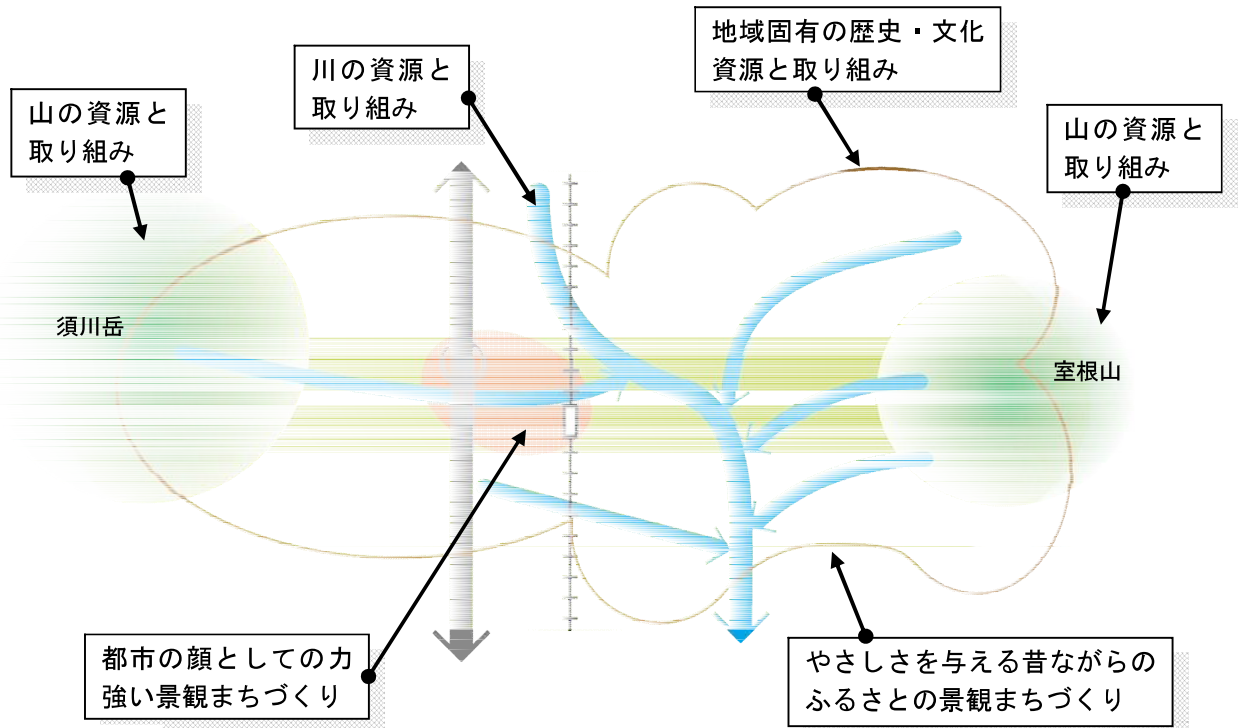 地域固有の歴史・文化
資源と取り組み
川の資源と
取り組み
山の資源と
取り組み
山の資源と
取り組み
須川岳
室根山
都市の顔としての力
強い景観まちづくり
やさしさを与える昔ながらの
ふるさとの景観まちづくり